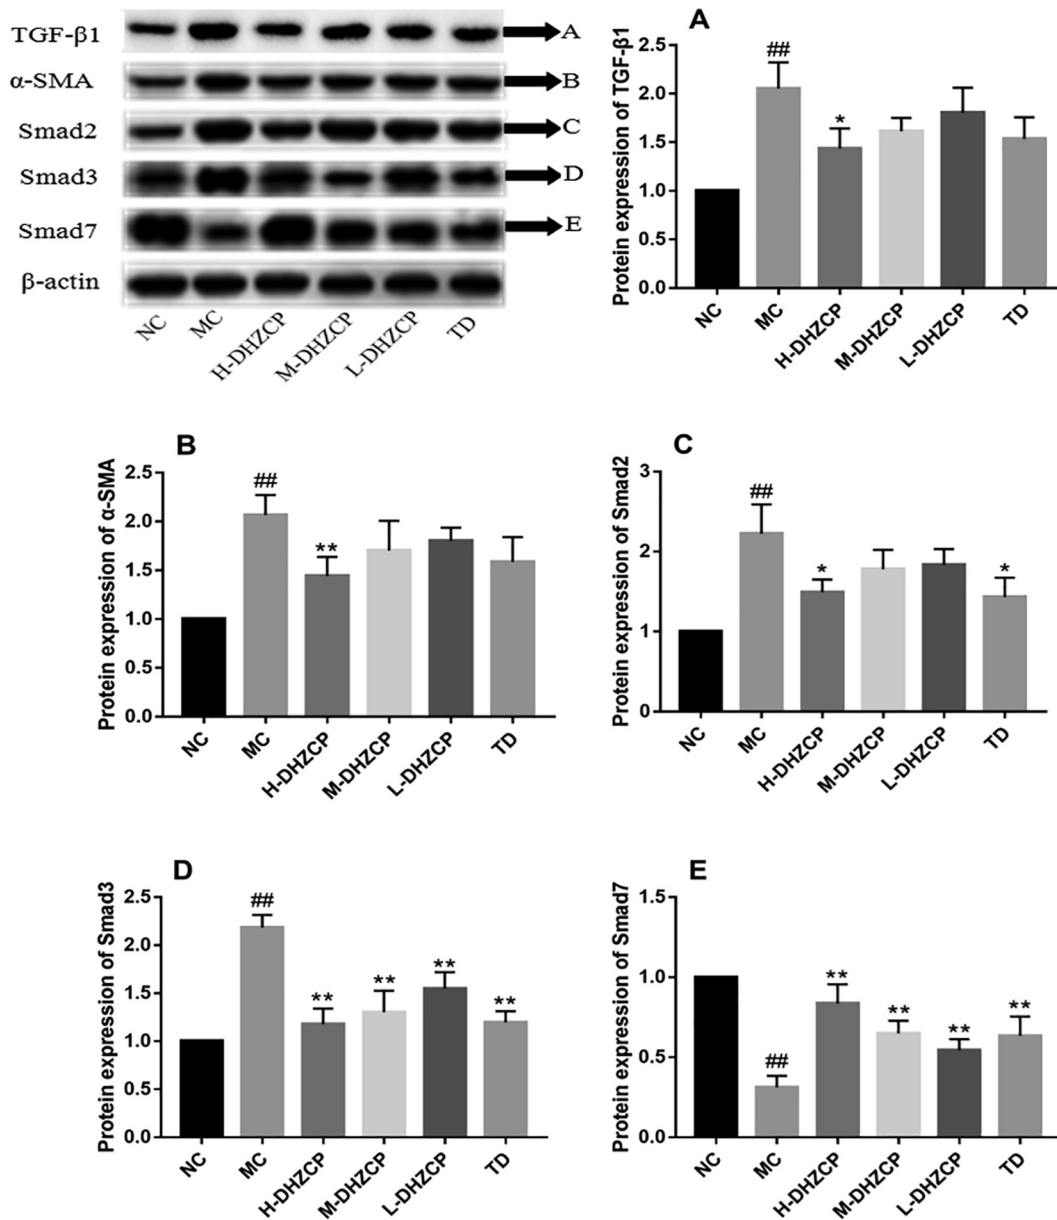 TGF-β1
A
α-SMA
B
Smad2
C
Smad3
D
Smad7
E
β-actin
NC
MC
H-DHZCP
M-DHZCP
L-DHZCP
TD
A
Protein expression of TGF-β1
2.5
2.0
1.5
1.0
0.5
0.0
##
*
NC
MC
H-DHZCP
M-DHZCP
L-DHZCP
TD
B
Protein expression of α-SMA
2.5
2.0
1.5
1.0
0.5
0.0
##
**
NC
MC
H-DHZCP
M-DHZCP
L-DHZCP
TD
C
Protein expression of Smad2
3
2
1
0
##
*
*
NC
MC
H-DHZCP
M-DHZCP
L-DHZCP
TD
D
Protein expression of Smad3
2.5
2.0
1.5
1.0
0.5
0.0
##
**
**
**
**
NC
MC
H-DHZCP
M-DHZCP
L-DHZCP
TD
E
Protein expression of Smad7
1.5
1.0
0.5
0.0
##
**
**
**
**
NC
MC
H-DHZCP
M-DHZCP
L-DHZCP
TD